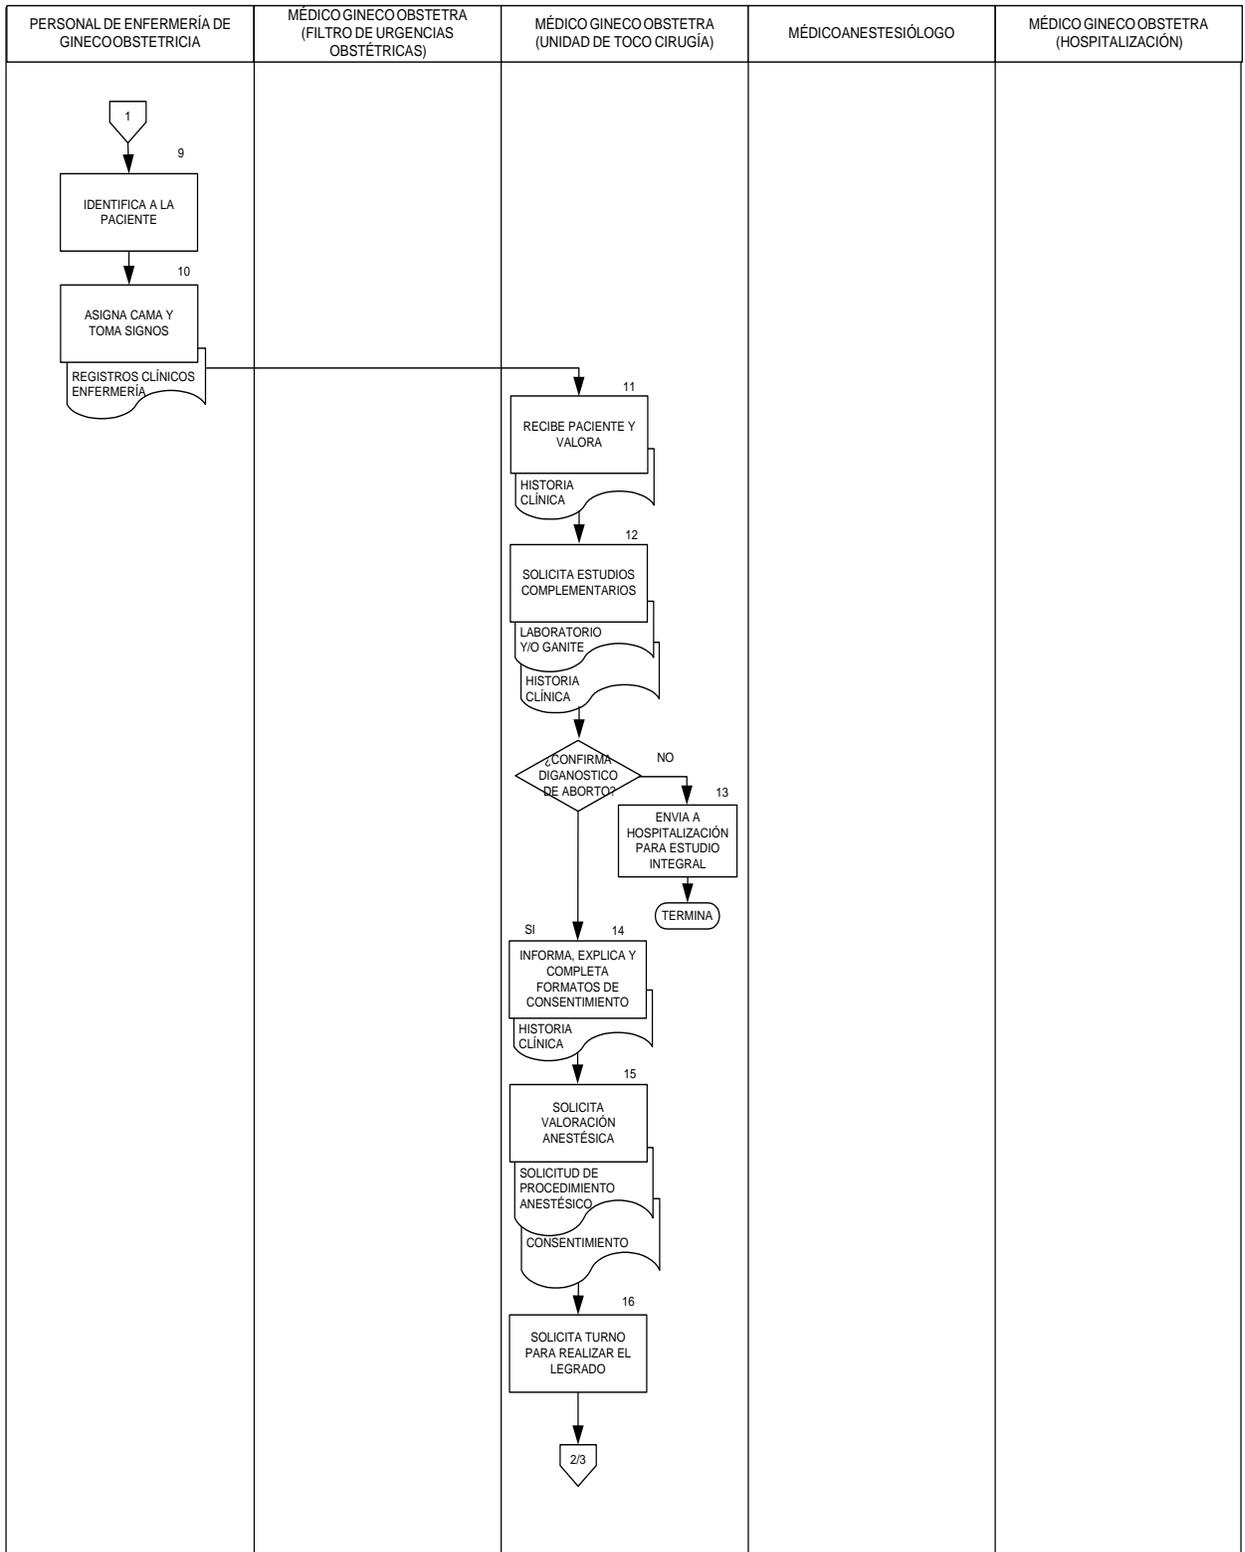 PERSONAL DE ENFERMERÍA DE
GINECOOBSTETRICIA
MÉDICO GINECO OBSTETRA
(FILTRO DE URGENCIAS
OBSTÉTRICAS)
MÉDICO GINECO OBSTETRA
(UNIDAD DE TOCO CIRUGÍA)
MÉDICOANESTESIÓLOGO
MÉDICO GINECO OBSTETRA
(HOSPITALIZACIÓN)
1
9
IDENTIFICA A LA
PACIENTE
10
ASIGNA CAMA Y
TOMA SIGNOS
REGISTROS CLÍNICOS
ENFERMERÍA
11
RECIBE PACIENTE Y
VALORA
HISTORIA
CLÍNICA
12
SOLICITA ESTUDIOS
COMPLEMENTARIOS
LABORATORIO
Y/O GANITE
HISTORIA
CLÍNICA
¿CONFIRMA
DIGANOSTICO
DE ABORTO?
NO
13
ENVIA A
HOSPITALIZACIÓN
PARA ESTUDIO
INTEGRAL
TERMINA
SI
14
INFORMA, EXPLICA Y
COMPLETA
FORMATOS DE
CONSENTIMIENTO
HISTORIA
CLÍNICA
15
SOLICITA
VALORACIÓN
ANESTÉSICA
SOLICITUD DE
PROCEDIMIENTO
ANESTÉSICO
CONSENTIMIENTO
16
SOLICITA TURNO
PARA REALIZAR EL
LEGRADO
2/3